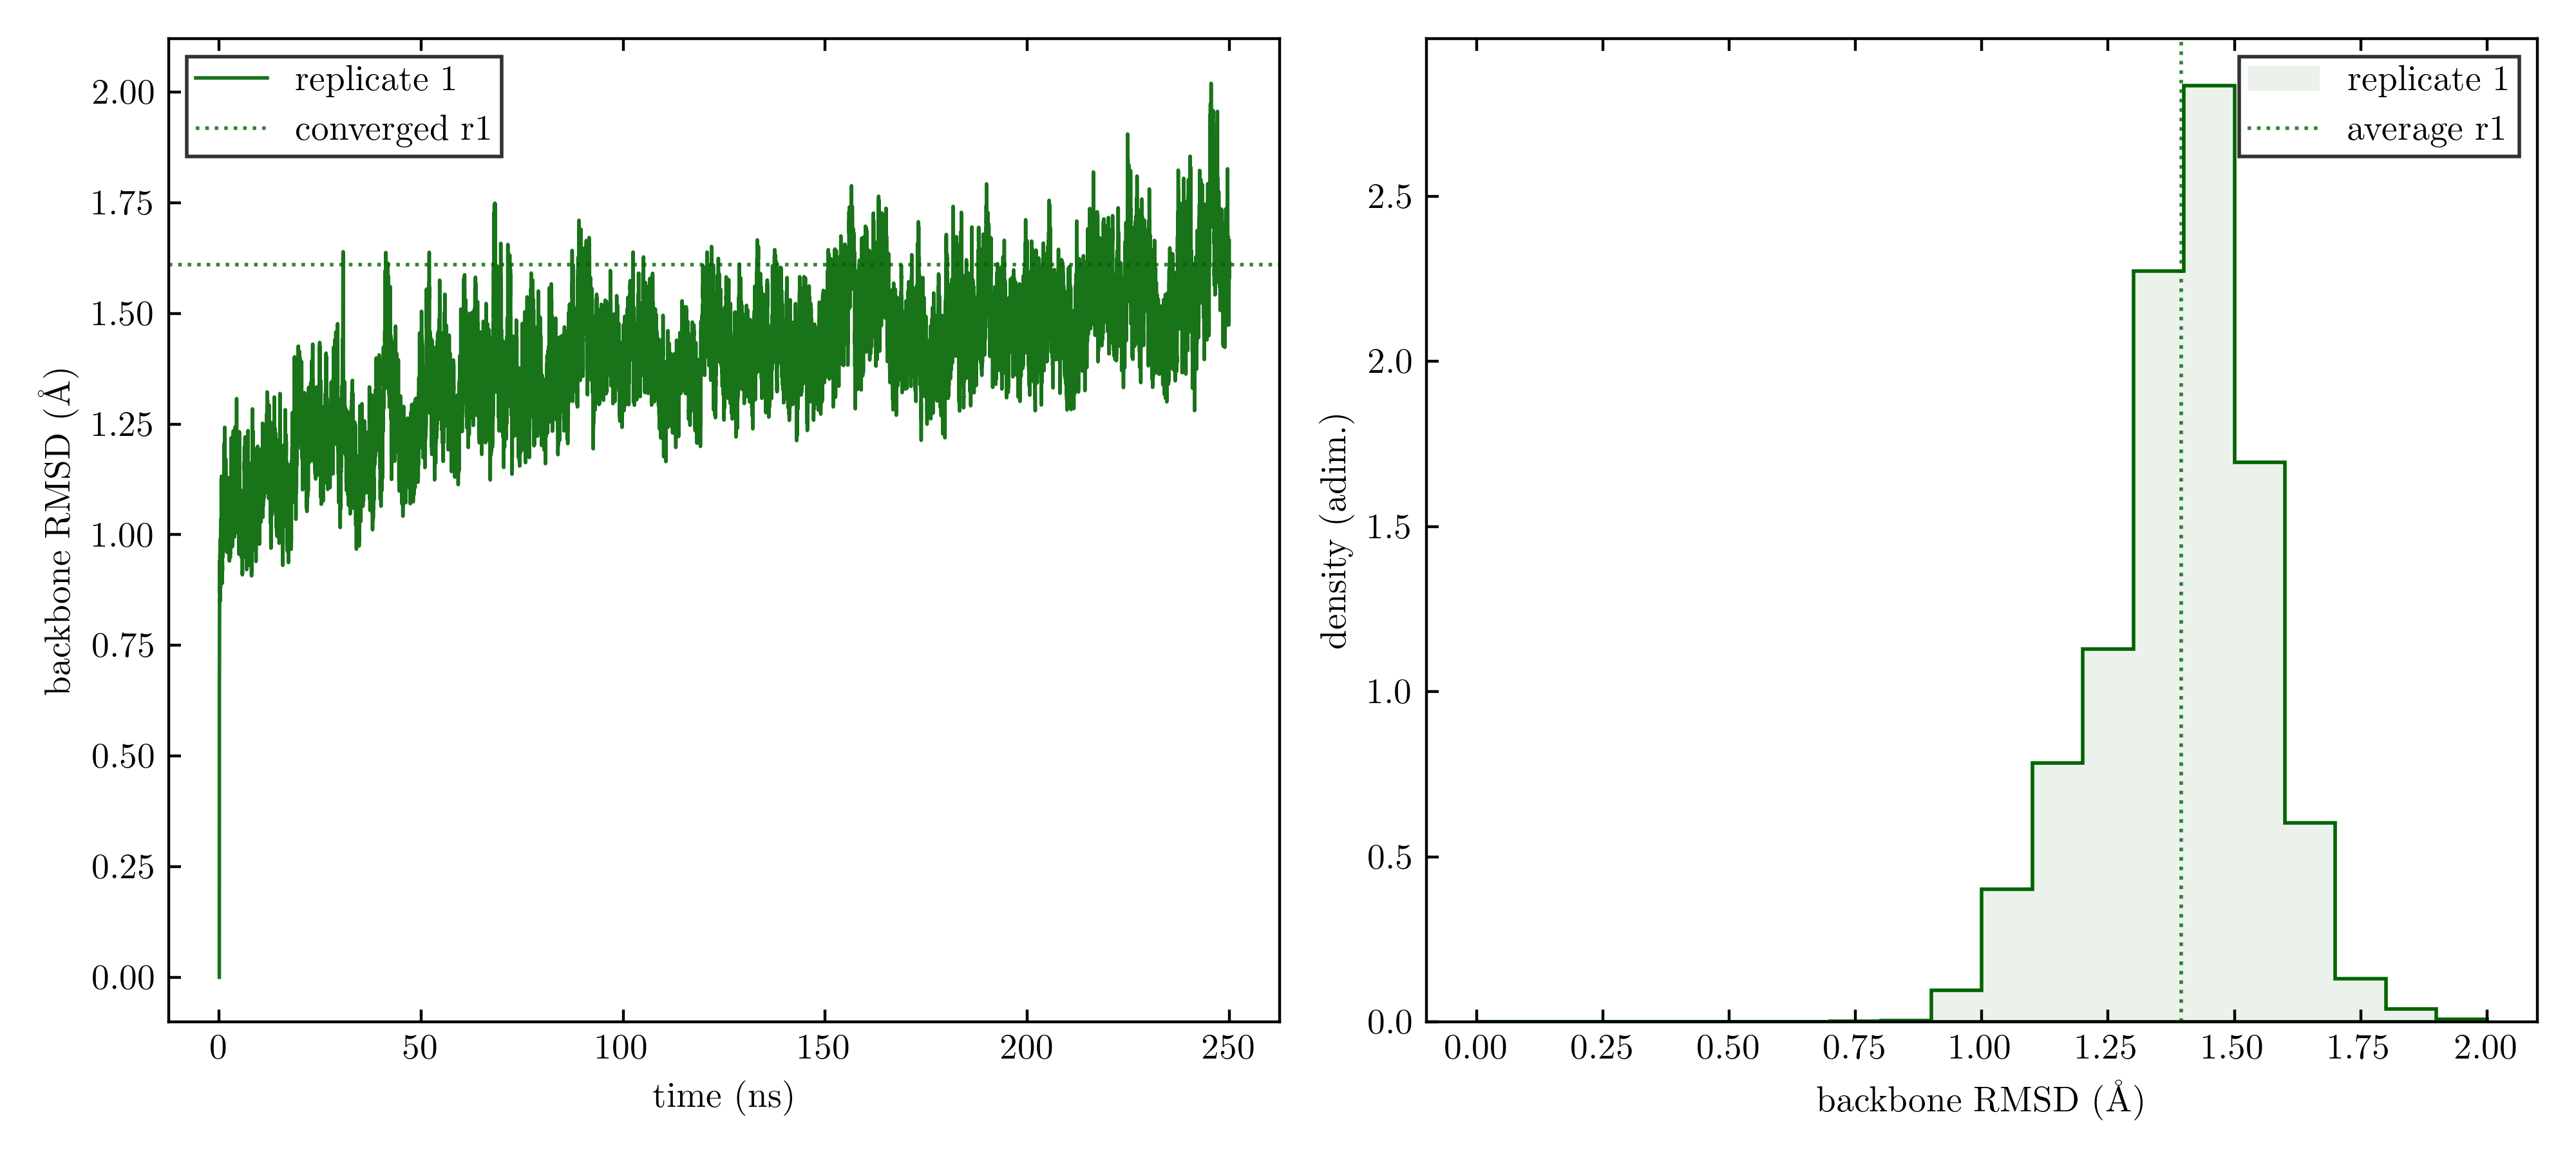 replicate 1
converged r1
2.00
1.75
1.50
1.25
1.00
0.75
0.50
0.25
0.00
backbone RMSD (Å)
0 50 100 150 200 250
time (ns)
replicate 1
average r1
2.5
2.0
1.5
1.0
0.5
0.0
density (adim.)
0.00 0.25 0.50 0.75 1.00 1.25 1.50 1.75 2.00
backbone RMSD (Å)